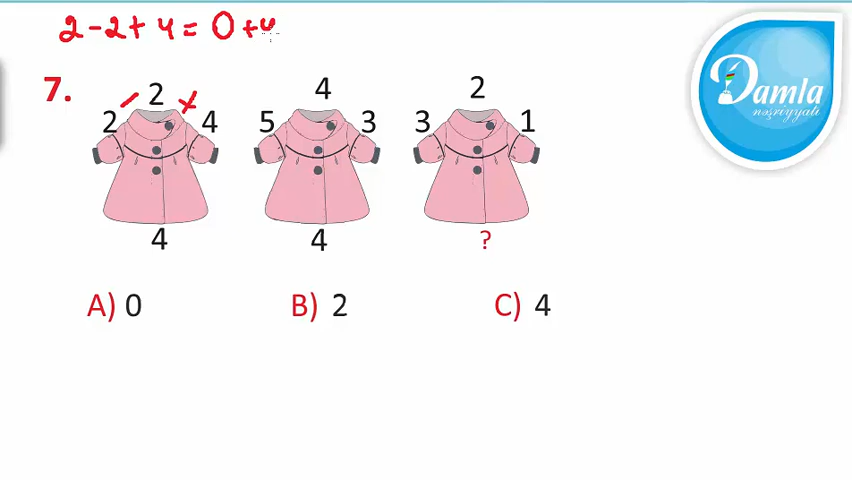 2 - 2 + 4 = 0 + 4
7.
2 4 2
2 - + 4 5 3 3 1
4 4 ?
A) 0 B) 2 C) 4
Damla
nəşriyyatı